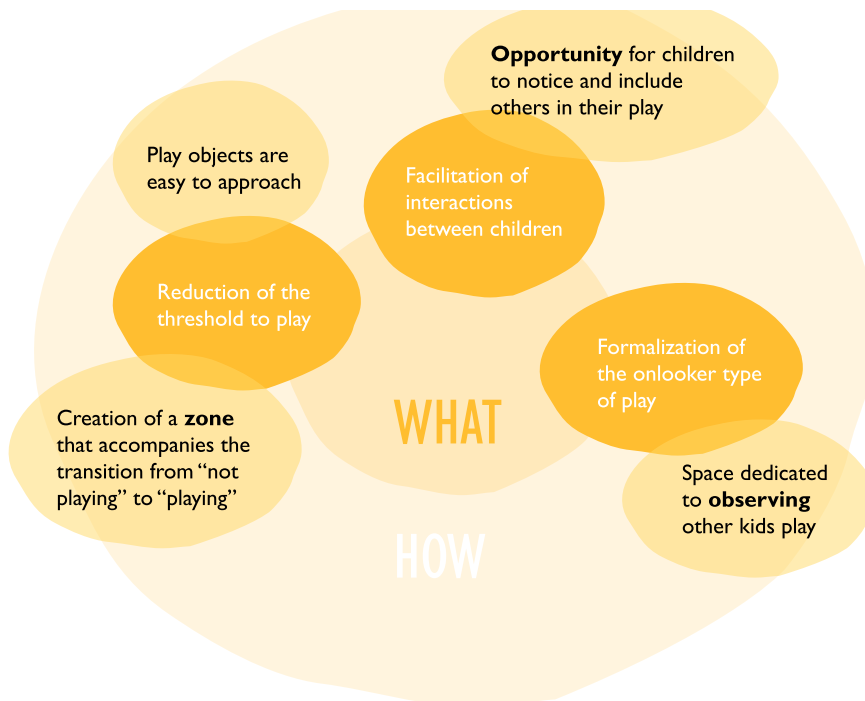 Opportunity for children
to notice and include
others in their play
Play objects are
easy to approach
Facilitation of
interactions
between children
Reduction of the
threshold to play
Formalization of
the onlooker type
of play
Creation of a zone
that accompanies the
transition from “not
playing” to “playing”
WHAT
Space dedicated
to observing
other kids play
HOW